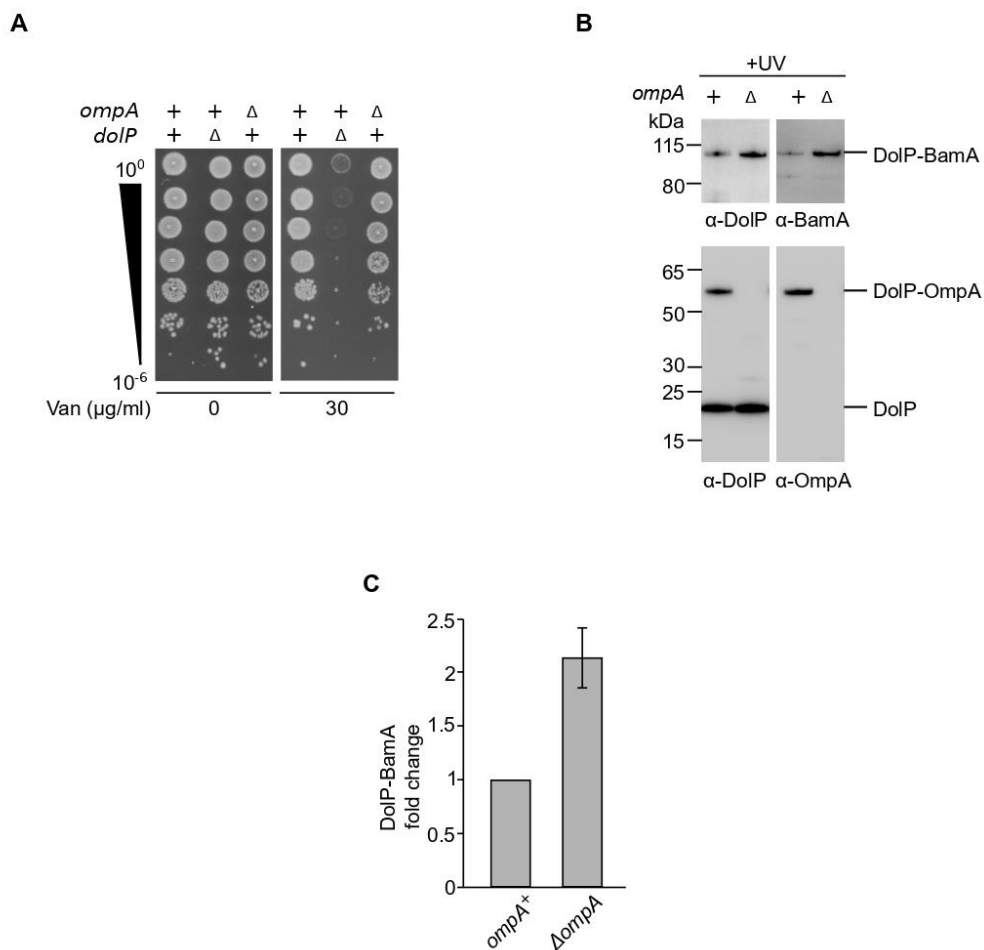 A
ompA + + Δ + + Δ
dolP + Δ + + Δ +
10⁰
10⁻⁶
Van (µg/ml) 0 30
B
+UV
ompA + Δ + Δ
kDa
115
80
DolP-BamA
α-DolP α-BamA
65
50
30
25
15
DolP-OmpA
DolP
α-DolP α-OmpA
C
DolP-BamA
fold change
2.5
2
1.5
1
0.5
0
ompA⁺ ΔompA